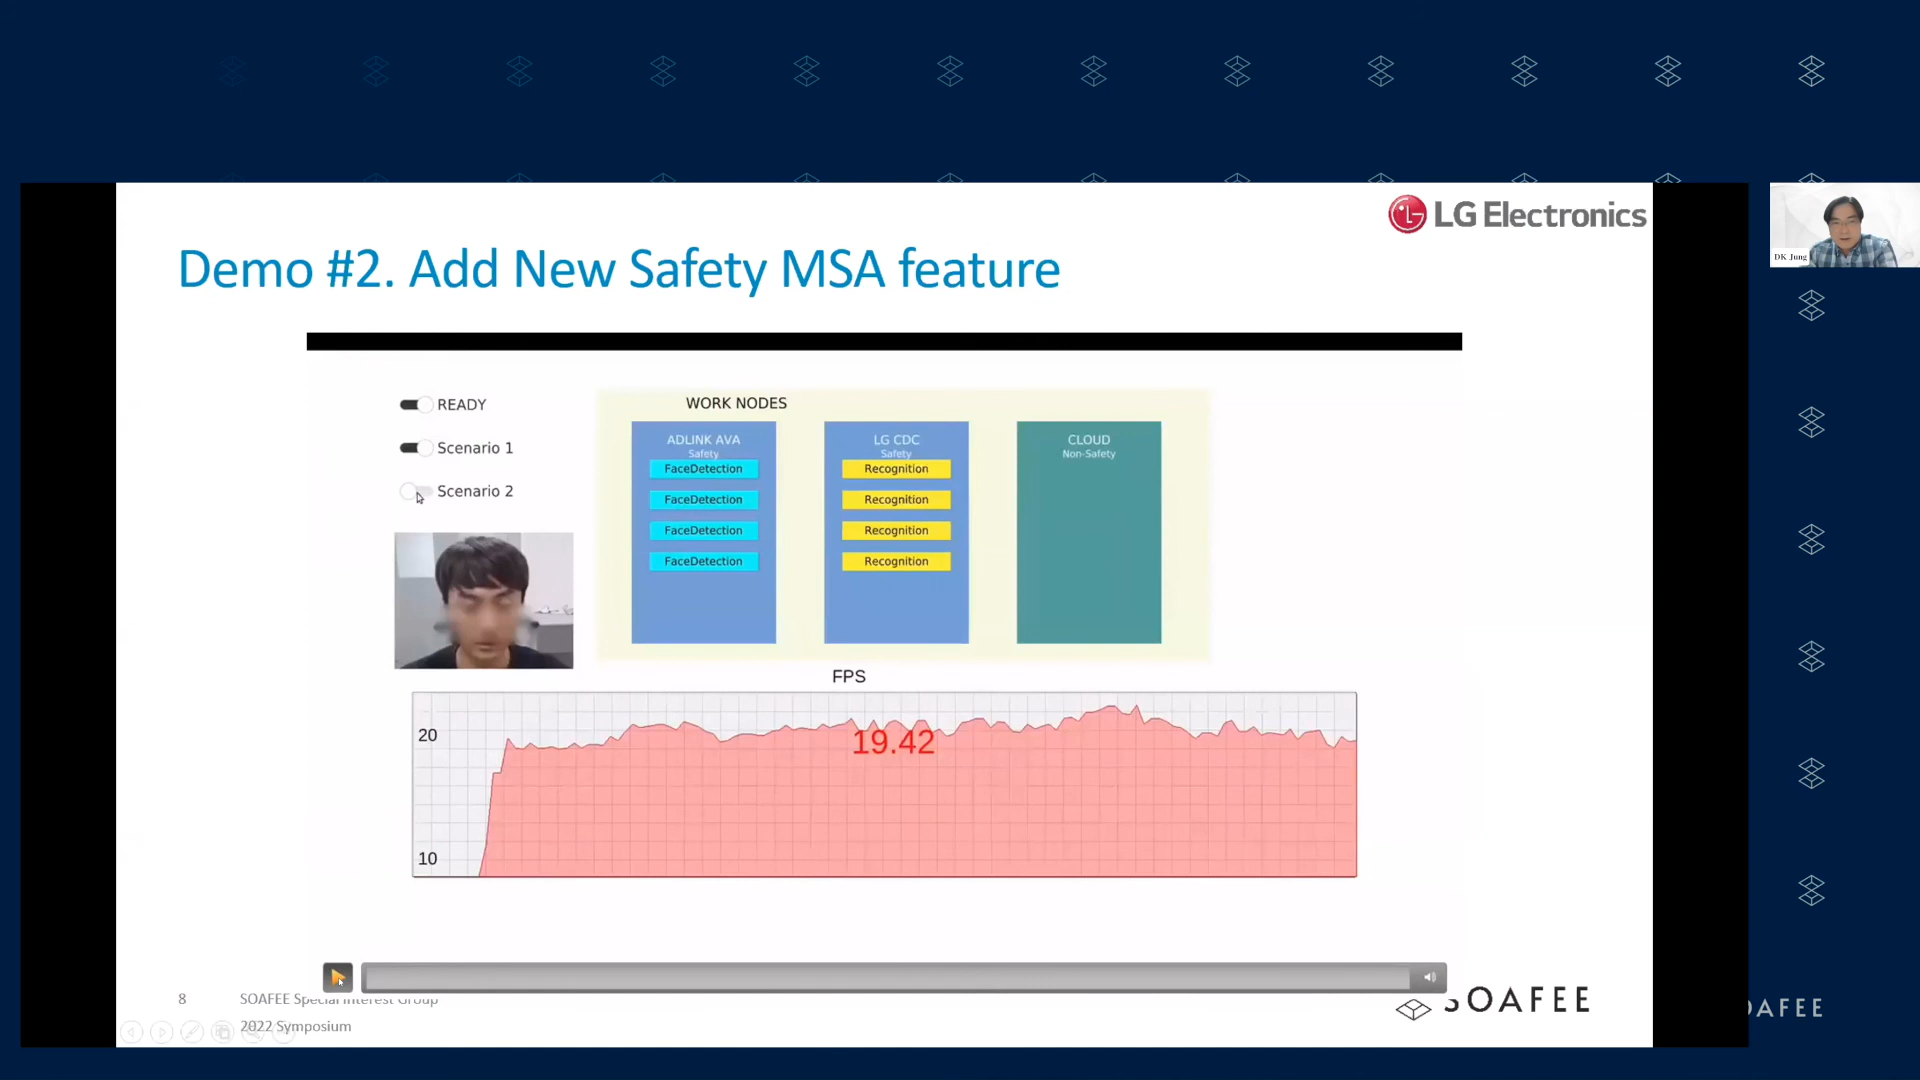 LG Electronics
DK Jung
Demo #2. Add New Safety MSA feature
READY
Scenario 1
Scenario 2
WORK NODES
ADLINK AVA
Safety
FaceDetection
FaceDetection
FaceDetection
FaceDetection
LG CDC
Safety
Recognition
Recognition
Recognition
Recognition
CLOUD
Non-Safety
FPS
20
19.42
10
8
SOAFEE Special Interest Group
2022 Symposium
SOAFEE
OAFEE